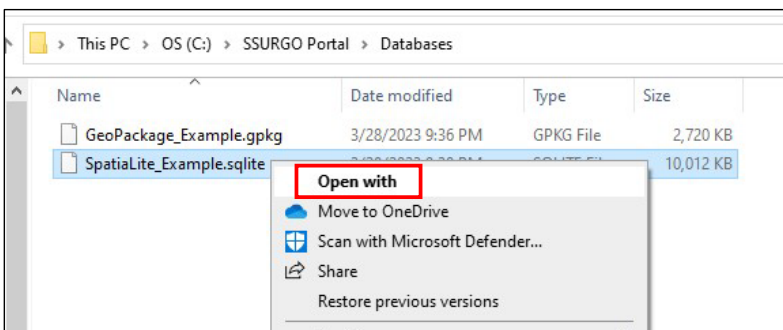 This PC > OS (C:) > SSURGO Portal > Databases
Name Date modified Type Size
GeoPackage_Example.gpkg 3/28/2023 9:36 PM GPKG File 2,720 KB
SpatiaLite_Example.sqlite 10,012 KB
Open with
Move to OneDrive
Scan with Microsoft Defender...
Share
Restore previous versions